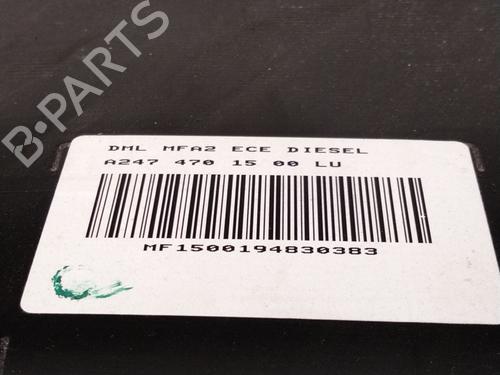 B-PARTS
DML MFA2 ECE DIESEL
A247 470 15 00 LU
MF1500194830383